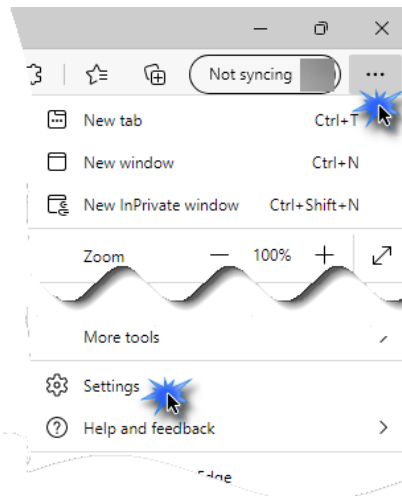 Not syncing
New tab Ctrl+T
New window Ctrl+N
New InPrivate window Ctrl+Shift+N
Zoom — 100% +
More tools
Settings
Help and feedback
Edge